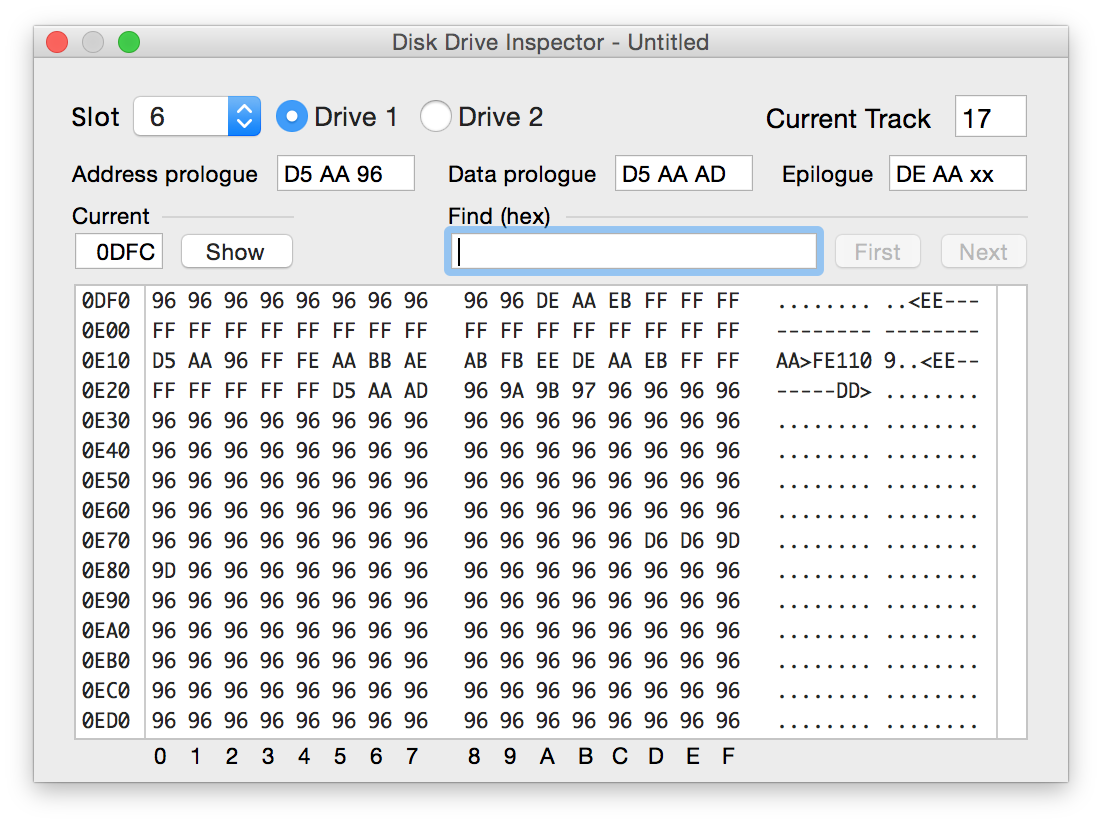 Disk Drive Inspector - Untitled
Slot 6 Drive 1 Drive 2 Current Track 17
Address prologue D5 AA 96 Data prologue D5 AA AD Epilogue DE AA xx
Current Find (hex)
0DFC Show First Next
0DF0 96 96 96 96 96 96 96 96 96 96 DE AA EB FF FF FF ........ ..<EE---
0E00 FF FF FF FF FF FF FF FF FF FF FF FF FF FF FF FF -------- --------
0E10 D5 AA 96 FF FE AA BB AE AB FB EE DE AA EB FF FF AA>FE110 9..<EE--
0E20 FF FF FF FF FF D5 AA AD 96 9A 9B 97 96 96 96 96 -----DD> ........
0E30 96 96 96 96 96 96 96 96 96 96 96 96 96 96 96 96 ........ ........
0E40 96 96 96 96 96 96 96 96 96 96 96 96 96 96 96 96 ........ ........
0E50 96 96 96 96 96 96 96 96 96 96 96 96 96 96 96 96 ........ ........
0E60 96 96 96 96 96 96 96 96 96 96 96 96 96 96 96 96 ........ ........
0E70 96 96 96 96 96 96 96 96 96 96 96 96 96 D6 D6 9D ........ ........
0E80 9D 96 96 96 96 96 96 96 96 96 96 96 96 96 96 96 ........ ........
0E90 96 96 96 96 96 96 96 96 96 96 96 96 96 96 96 96 ........ ........
0EA0 96 96 96 96 96 96 96 96 96 96 96 96 96 96 96 96 ........ ........
0EB0 96 96 96 96 96 96 96 96 96 96 96 96 96 96 96 96 ........ ........
0EC0 96 96 96 96 96 96 96 96 96 96 96 96 96 96 96 96 ........ ........
0ED0 96 96 96 96 96 96 96 96 96 96 96 96 96 96 96 96 ........ ........
0 1 2 3 4 5 6 7 8 9 A B C D E F